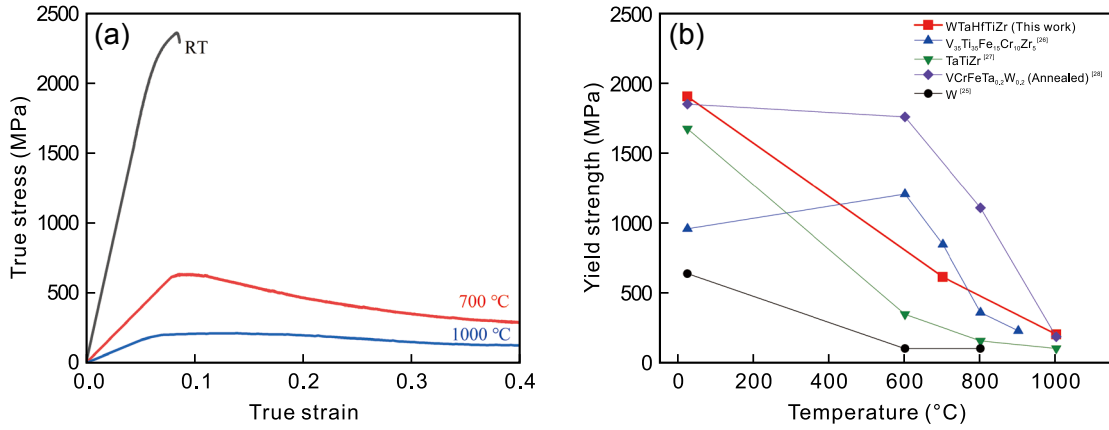 (a)
2500
2000
1500
1000
500
0
0.0
0.1
0.2
0.3
0.4
True stress (MPa)
True strain
RT
700 ℃
1000 ℃
(b)
2500
2000
1500
1000
500
0
0
200
400
600
800
1000
Yield strength (MPa)
Temperature (°C)
WTaHfTiZr (This work)
V35Ti35Fe15Cr10Zr5 [26]
TaTiZr [27]
VCrFeTa0.2W0.2 (Annealed) [28]
W [25]